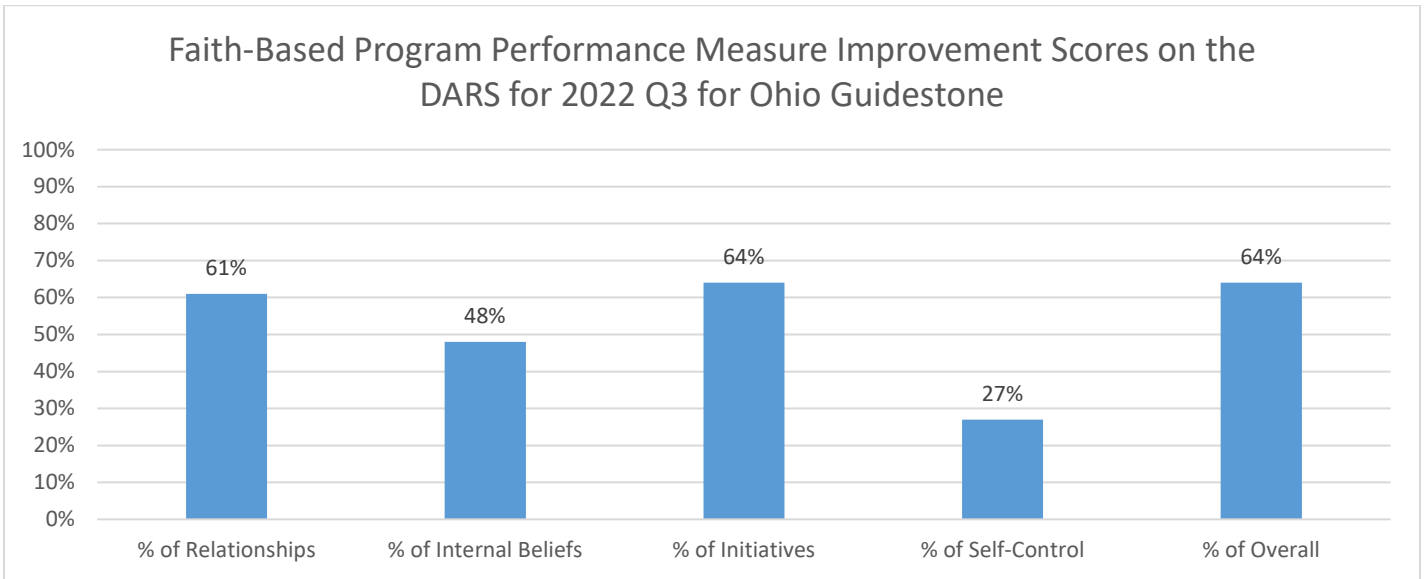 Faith-Based Program Performance Measure Improvement Scores on the
DARS for 2022 Q3 for Ohio Guidestone
100%
90%
80%
70%
60%
50%
40%
30%
20%
10%
0%
61%
48%
64%
27%
64%
% of Relationships
% of Internal Beliefs
% of Initiatives
% of Self-Control
% of Overall